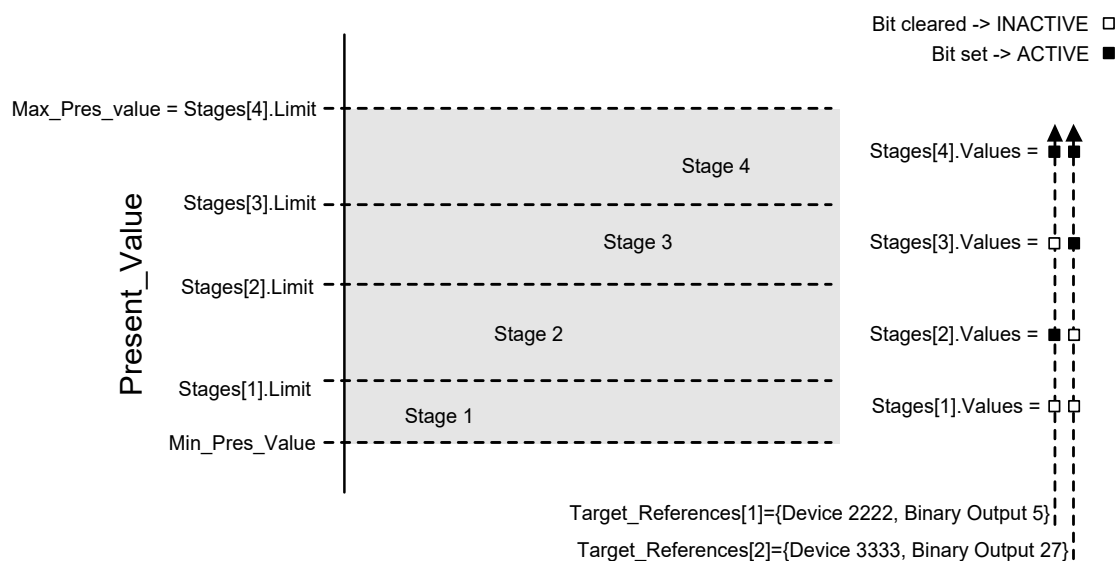 Bit cleared -> INACTIVE
Bit set -> ACTIVE
Max_Pres_value = Stages[4].Limit
Stages[4].Values =
Stage 4
Stages[3].Limit
Stage 3
Stages[3].Values =
Stages[2].Limit
Present_Value
Stage 2
Stages[2].Values =
Stages[1].Limit
Stage 1
Stages[1].Values =
Min_Pres_Value
Target_References[1]={Device 2222, Binary Output 5}
Target_References[2]={Device 3333, Binary Output 27}